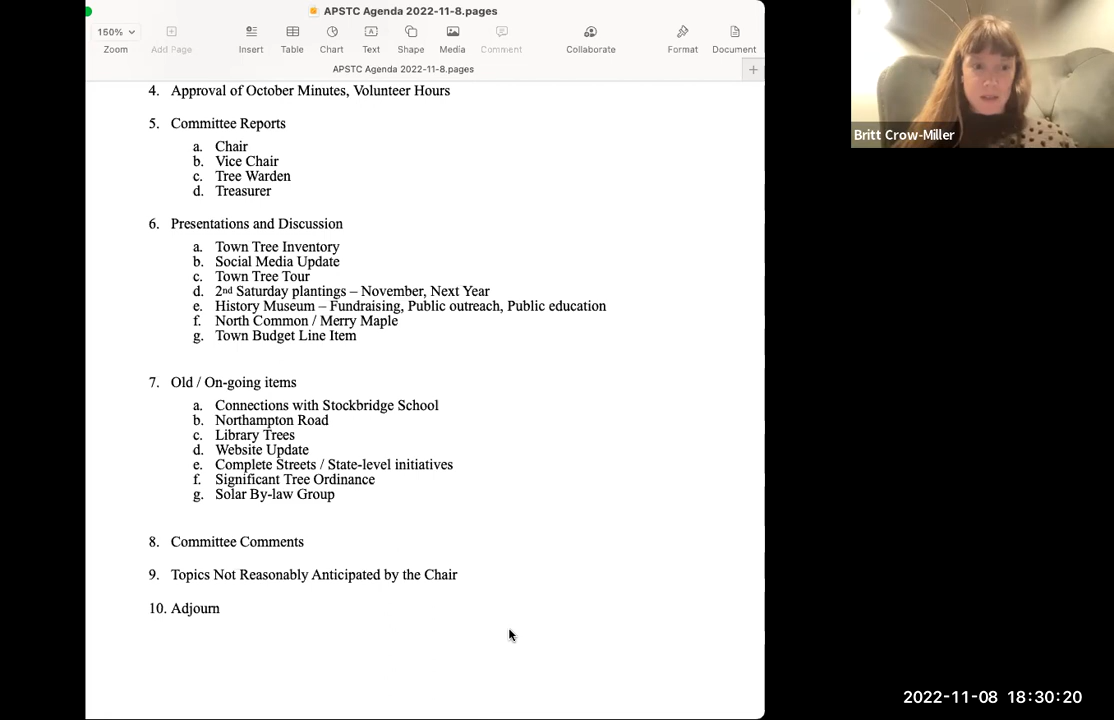 APSTC Agenda 2022-11-8.pages
150%
Zoom
Add Page
Insert
Table
Chart
Text
Shape
Media
Comment
Collaborate
Format
Document
APSTC Agenda 2022-11-8.pages
4. Approval of October Minutes, Volunteer Hours
5. Committee Reports
a. Chair
b. Vice Chair
c. Tree Warden
d. Treasurer
6. Presentations and Discussion
a. Town Tree Inventory
b. Social Media Update
c. Town Tree Tour
d. 2nd Saturday plantings – November, Next Year
e. History Museum – Fundraising, Public outreach, Public education
f. North Common / Merry Maple
g. Town Budget Line Item
7. Old / On-going items
a. Connections with Stockbridge School
b. Northampton Road
c. Library Trees
d. Website Update
e. Complete Streets / State-level initiatives
f. Significant Tree Ordinance
g. Solar By-law Group
8. Committee Comments
9. Topics Not Reasonably Anticipated by the Chair
10. Adjourn
Britt Crow-Miller
2022-11-08 18:30:20